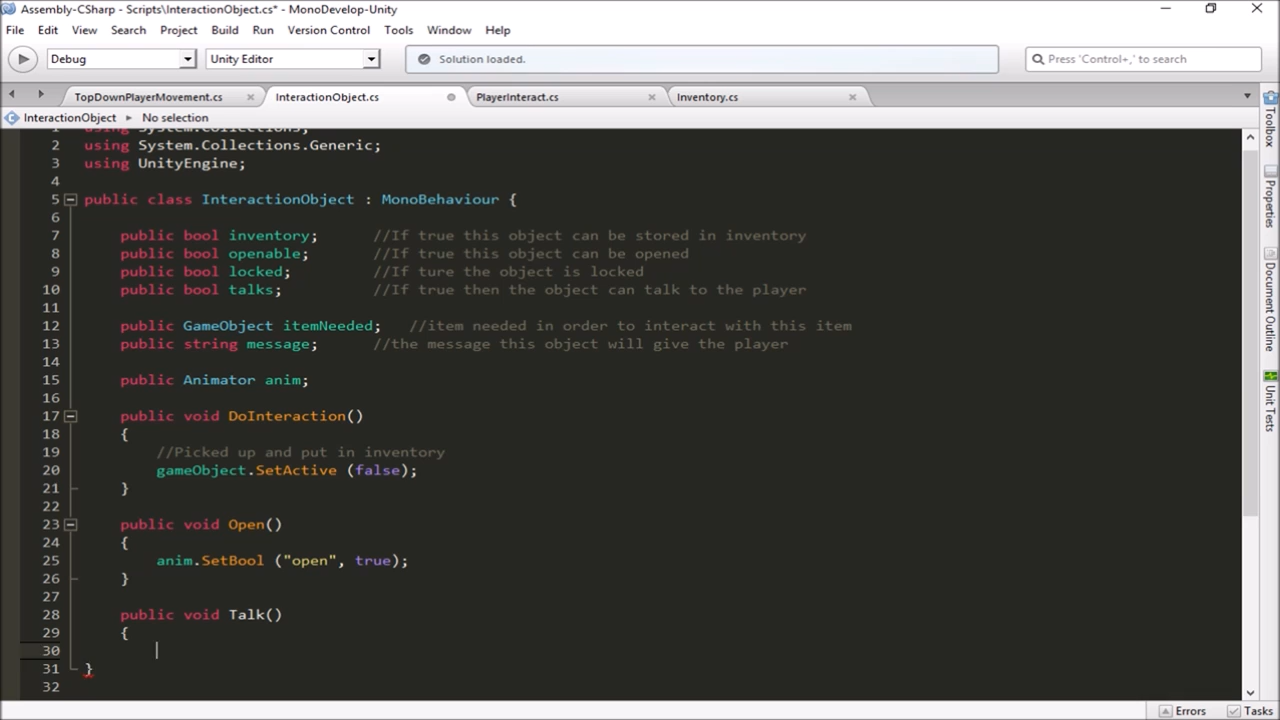 Assembly-CSharp - Scripts\InteractionObject.cs* - MonoDevelop-Unity
File Edit View Search Project Build Run Version Control Tools Window Help
Debug Unity Editor Solution loaded. Press 'Control+,' to search
TopDownPlayerMovement.cs InteractionObject.cs PlayerInteract.cs Inventory.cs
InteractionObject No selection
1 using System.Collections;
2 using System.Collections.Generic;
3 using UnityEngine;
4
5 public class InteractionObject : MonoBehaviour {
6
7 public bool inventory; //If true this object can be stored in inventory
8 public bool openable; //If true this object can be opened
9 public bool locked; //If ture the object is locked
10 public bool talks; //If true then the object can talk to the player
11
12 public GameObject itemNeeded; //item needed in order to interact with this item
13 public string message; //the message this object will give the player
14
15 public Animator anim;
16
17 public void DoInteraction()
18 {
19 //Picked up and put in inventory
20 gameObject.SetActive (false);
21 }
22
23 public void Open()
24 {
25 anim.SetBool ("open", true);
26 }
27
28 public void Talk()
29 {
30
31 }
32
Toolbox
Properties
Document Outline
Unit Tests
Errors Tasks